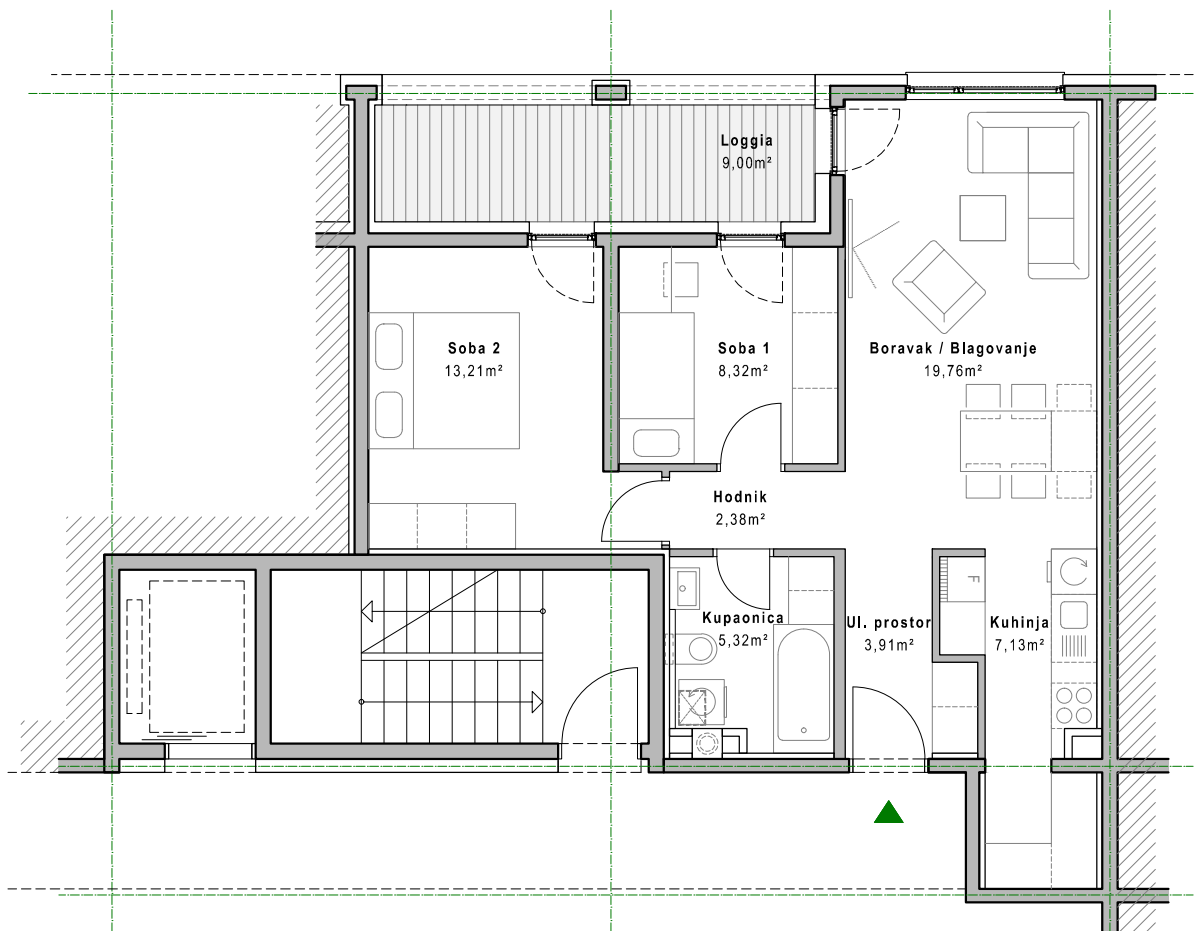 Loggia
9,00m²
Soba 2
13,21m²
Soba 1
8,32m²
Boravak / Blagovanje
19,76m²
Hodnik
2,38m²
F
Kupaonica
5,32m²
Ul. prostor
3,91m²
Kuhinja
7,13m²